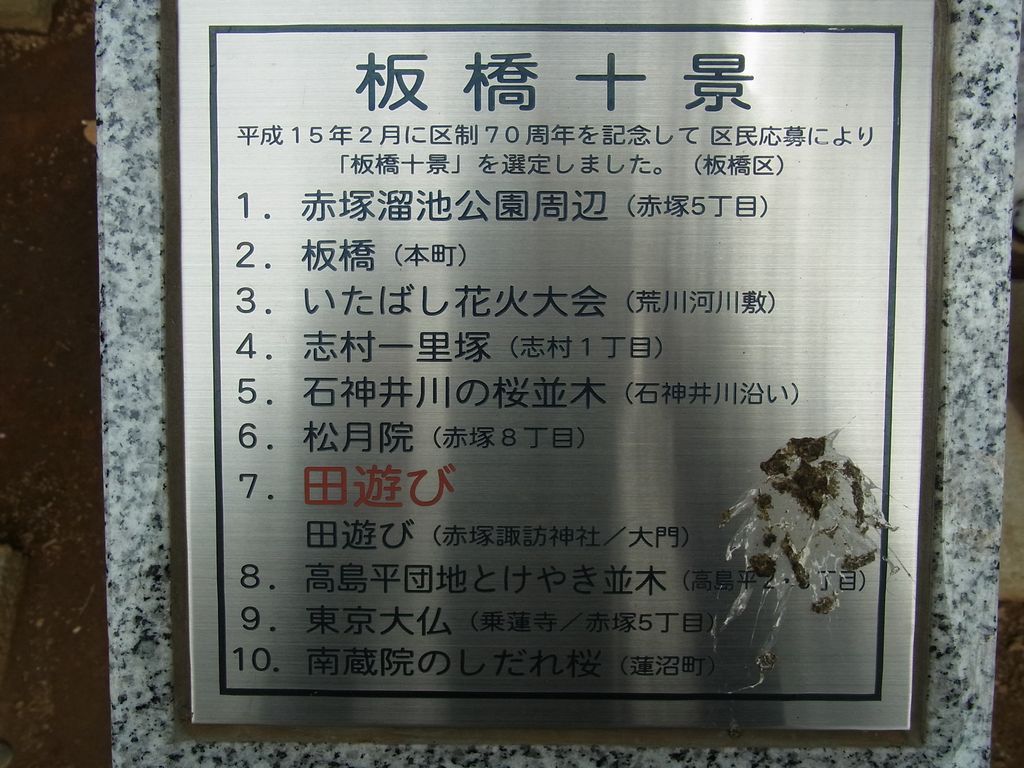 板橋十景
平成15年2月に区制70周年を記念して 区民応募により
「板橋十景」を選定しました。（板橋区）
1. 赤塚溜池公園周辺（赤塚5丁目）
2. 板橋（本町）
3. いたばし花火大会（荒川河川敷）
4. 志村一里塚（志村1丁目）
5. 石神井川の桜並木（石神井川沿い）
6. 松月院（赤塚8丁目）
7. 田遊び
田遊び（赤塚諏訪神社／大門）
8. 高島平団地とけやき並木（高島平2・3丁目）
9. 東京大仏（乗蓮寺／赤塚5丁目）
10. 南蔵院のしだれ桜（蓮沼町）